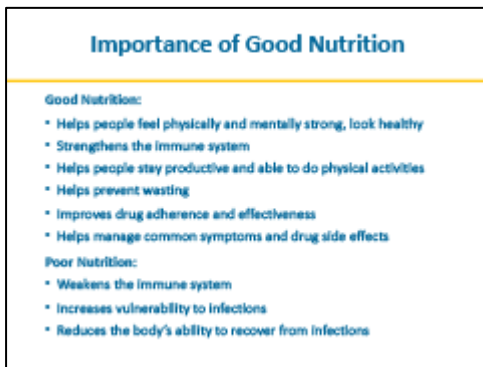 Importance of Good Nutrition
Good Nutrition:
• Helps people feel physically and mentally strong, look healthy
• Strengthens the immune system
• Helps people stay productive and able to do physical activities
• Helps prevent wasting
• Improves drug adherence and effectiveness
• Helps manage common symptoms and drug side effects
Poor Nutrition:
• Weakens the immune system
• Increases vulnerability to infections
• Reduces the body's ability to recover from infections